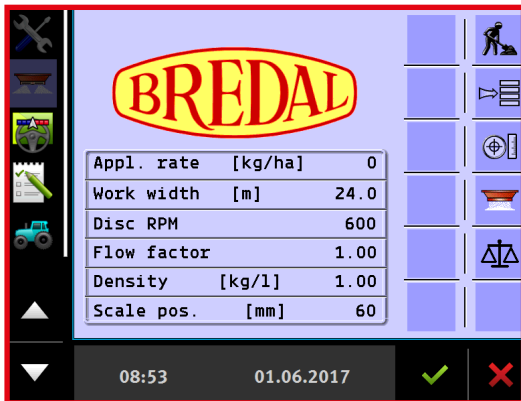 BREDAL
Appl. rate [kg/ha] 0
Work width [m] 24.0
Disc RPM 600
Flow factor 1.00
Density [kg/l] 1.00
Scale pos. [mm] 60
08:53 01.06.2017